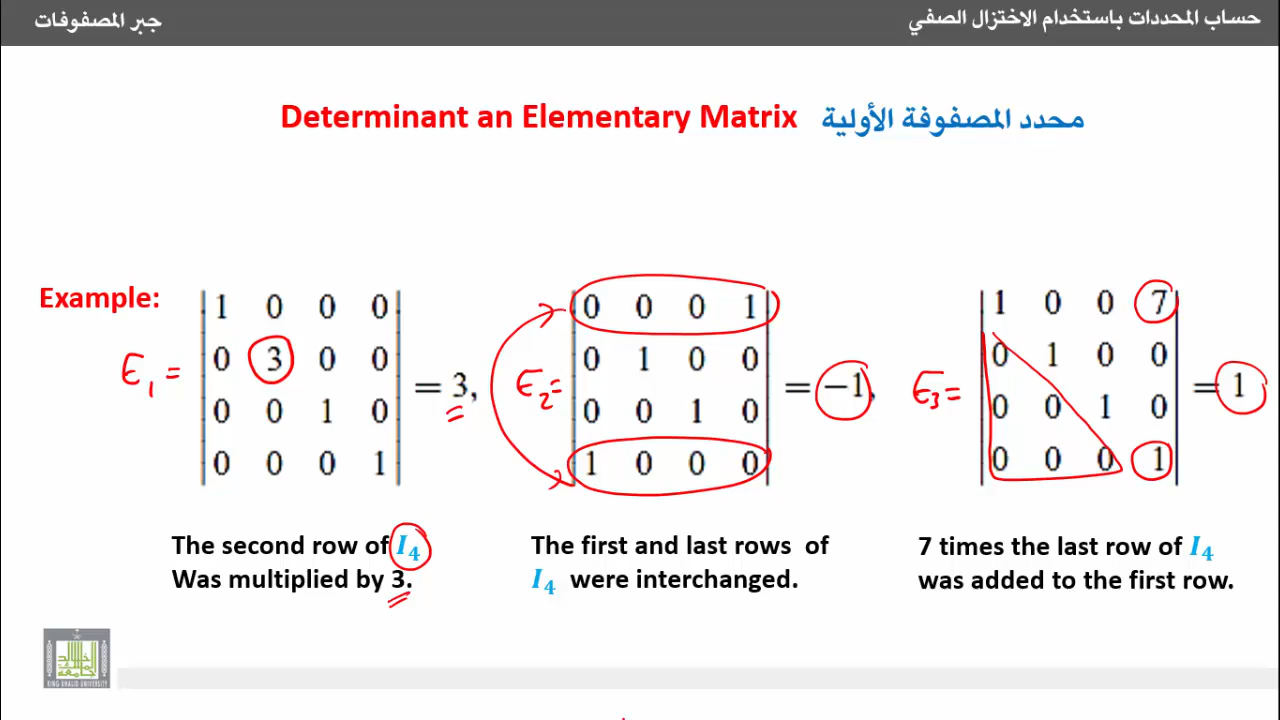 حساب المحددات باستخدام الاختزال الصفي
جبر المصفوفات
Determinant an Elementary Matrix محدد المصفوفة الأولية
Example:
E₁ = |1 0 0 0|
|0 3 0 0|
|0 0 1 0|
|0 0 0 1| = 3,
E₂ = |0 0 0 1|
|0 1 0 0|
|0 0 1 0|
|1 0 0 0| = −1,
E₃ = |1 0 0 7|
|0 1 0 0|
|0 0 1 0|
|0 0 0 1| = 1
The second row of I₄
Was multiplied by 3.
The first and last rows of
I₄ were interchanged.
7 times the last row of I₄
was added to the first row.
KING KHALID UNIVERSITY